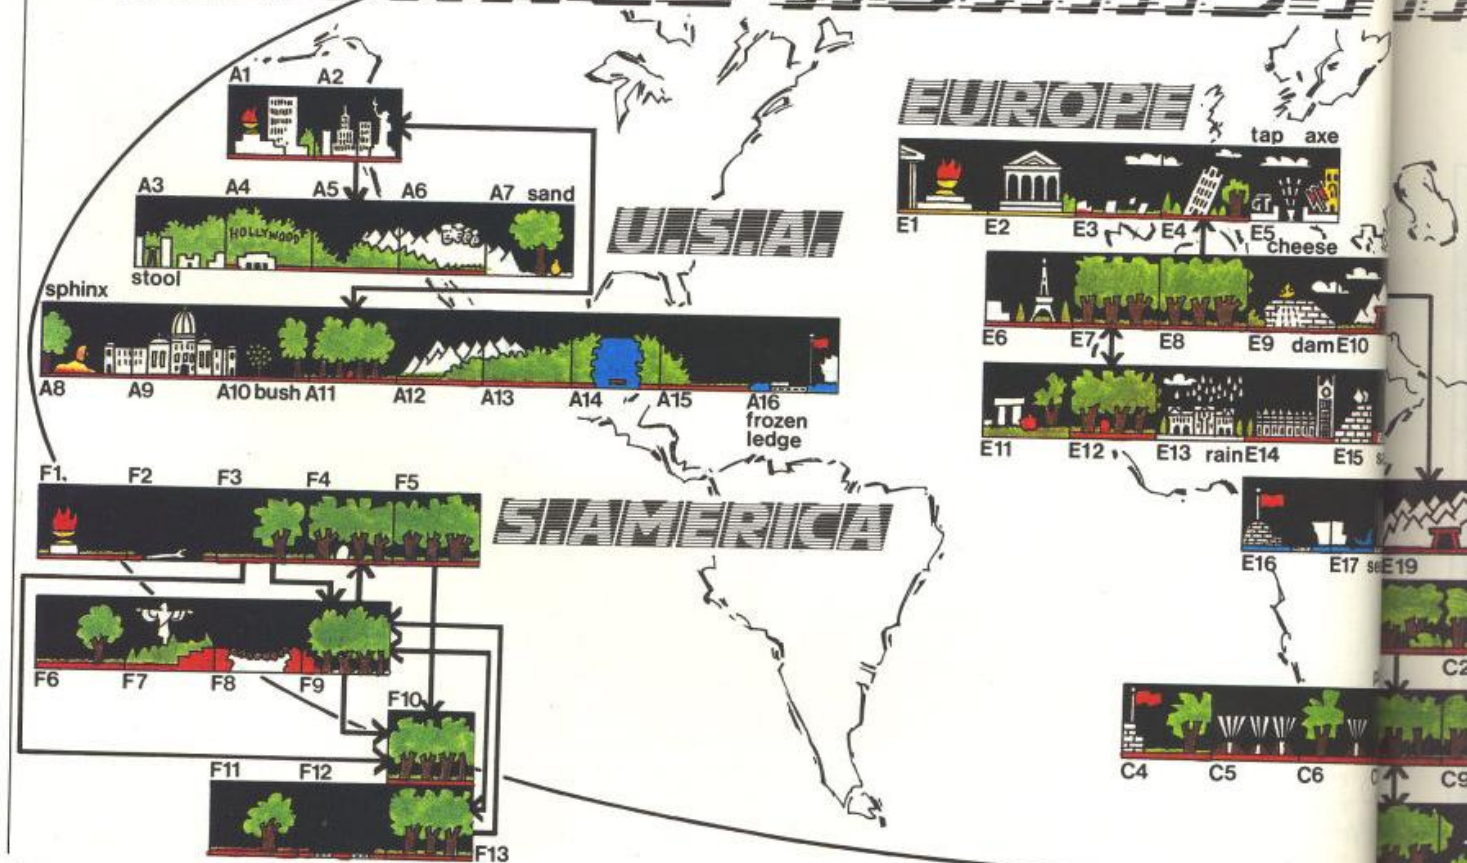 A1 A2
A3 A4 A5 A6 A7 sand
HOLLYWOOD
stool
U.S.A.
sphinx
A8 A9 A10 bush A11 A12 A13 A14 A15 A16
frozen
ledge
EUROPE
tap axe
E1 E2 E3 E4 E5
cheese
E6 E7 E8 E9 dam E10
E11 E12 E13 rain E14 E15
E16 E17 E19
F1 F2 F3 F4 F5
S.AMERICA
F6 F7 F8 F9
F10
F11 F12
F13
C2
C4 C5 C6 C9